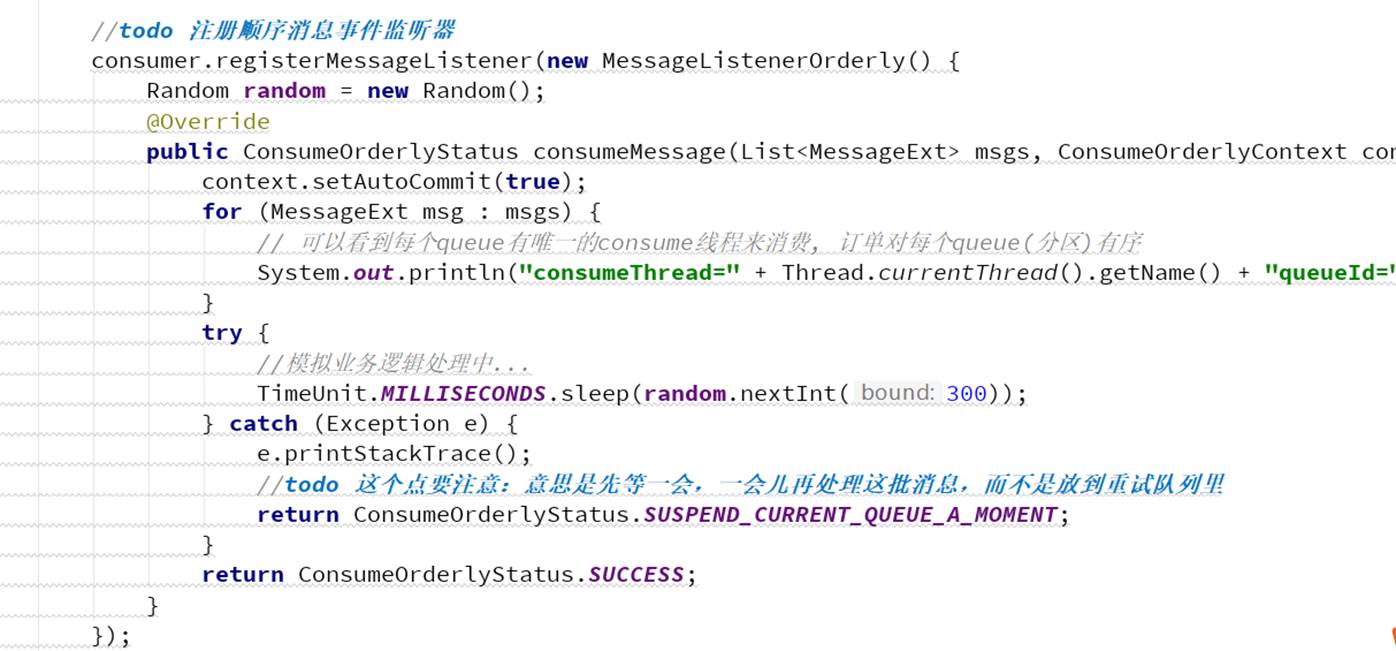 //todo 注册顺序消息事件监听器
consumer.registerMessageListener(new MessageListenerOrderly() {
Random random = new Random();
@Override
public ConsumeOrderlyStatus consumeMessage(List<MessageExt> msgs, ConsumeOrderlyContext con
context.setAutoCommit(true);
for (MessageExt msg : msgs) {
// 可以看到每个queue有唯一的consume线程来消费, 订单对每个queue(分区)有序
System.out.println("consumeThread=" + Thread.currentThread().getName() + "queueId="
}
try {
//模拟业务逻辑处理中...
TimeUnit.MILLISECONDS.sleep(random.nextInt( bound: 300));
} catch (Exception e) {
e.printStackTrace();
//todo 这个点要注意：意思是先等一会，一会儿再处理这批消息，而不是放到重试队列里
return ConsumeOrderlyStatus.SUSPEND_CURRENT_QUEUE_A_MOMENT;
}
return ConsumeOrderlyStatus.SUCCESS;
}
});